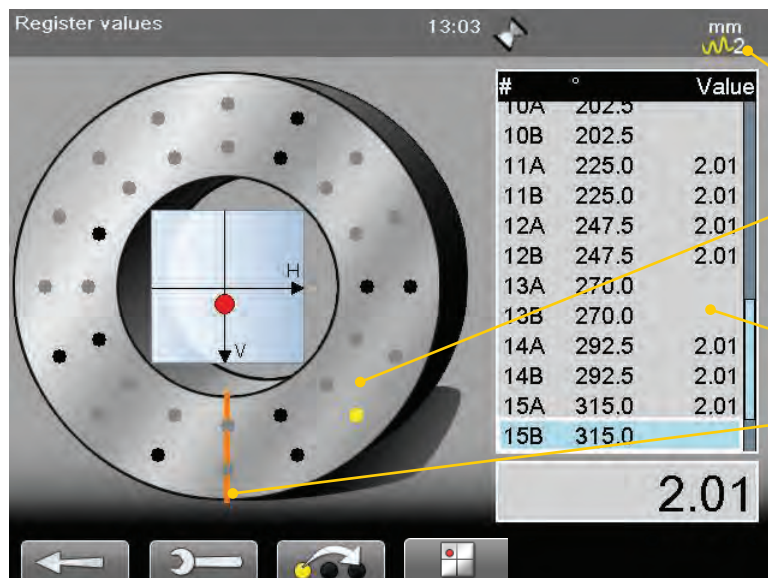 Register values 13:03 mm
2
# ° Value
10A 202.5
10B 202.5
11A 225.0 2.01
11B 225.0 2.01
12A 247.5 2.01
12B 247.5 2.01
13A 270.0
13B 270.0
14A 292.5 2.01
14B 292.5 2.01
15A 315.0 2.01
15B 315.0
H
V
2.01